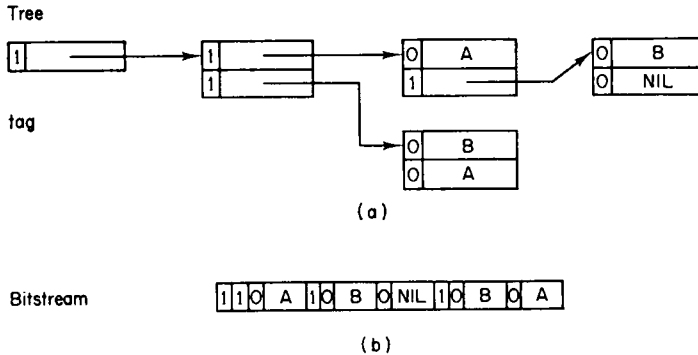 Tree
1 1 0 A 0 B
1 1 0 NIL
tag
0 B
0 A
(a)
Bitstream 1 1 0 A 1 0 B 0 NIL 1 0 B 0 A
(b)